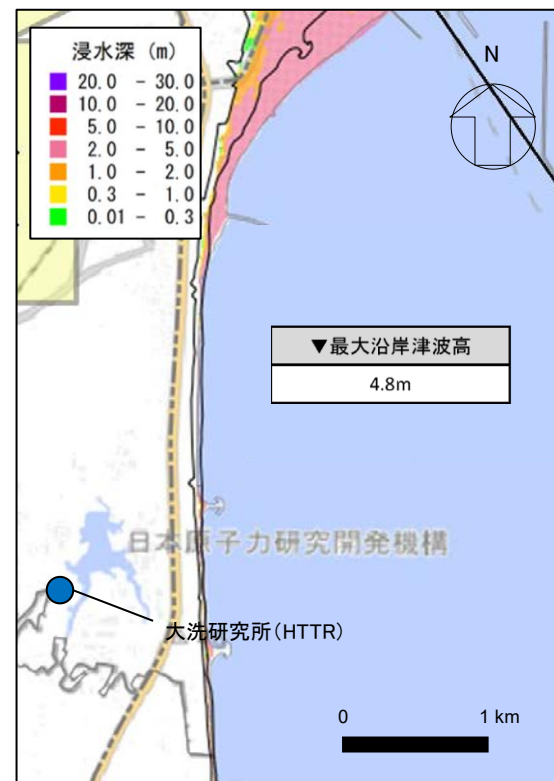 浸水深 (m)
20.0 - 30.0
10.0 - 20.0
5.0 - 10.0
2.0 - 5.0
1.0 - 2.0
0.3 - 1.0
0.01 - 0.3
N
▼最大沿岸津波高
4.8m
日本原子力研究開発機構
大洗研究所(HTTR)
0 1 km